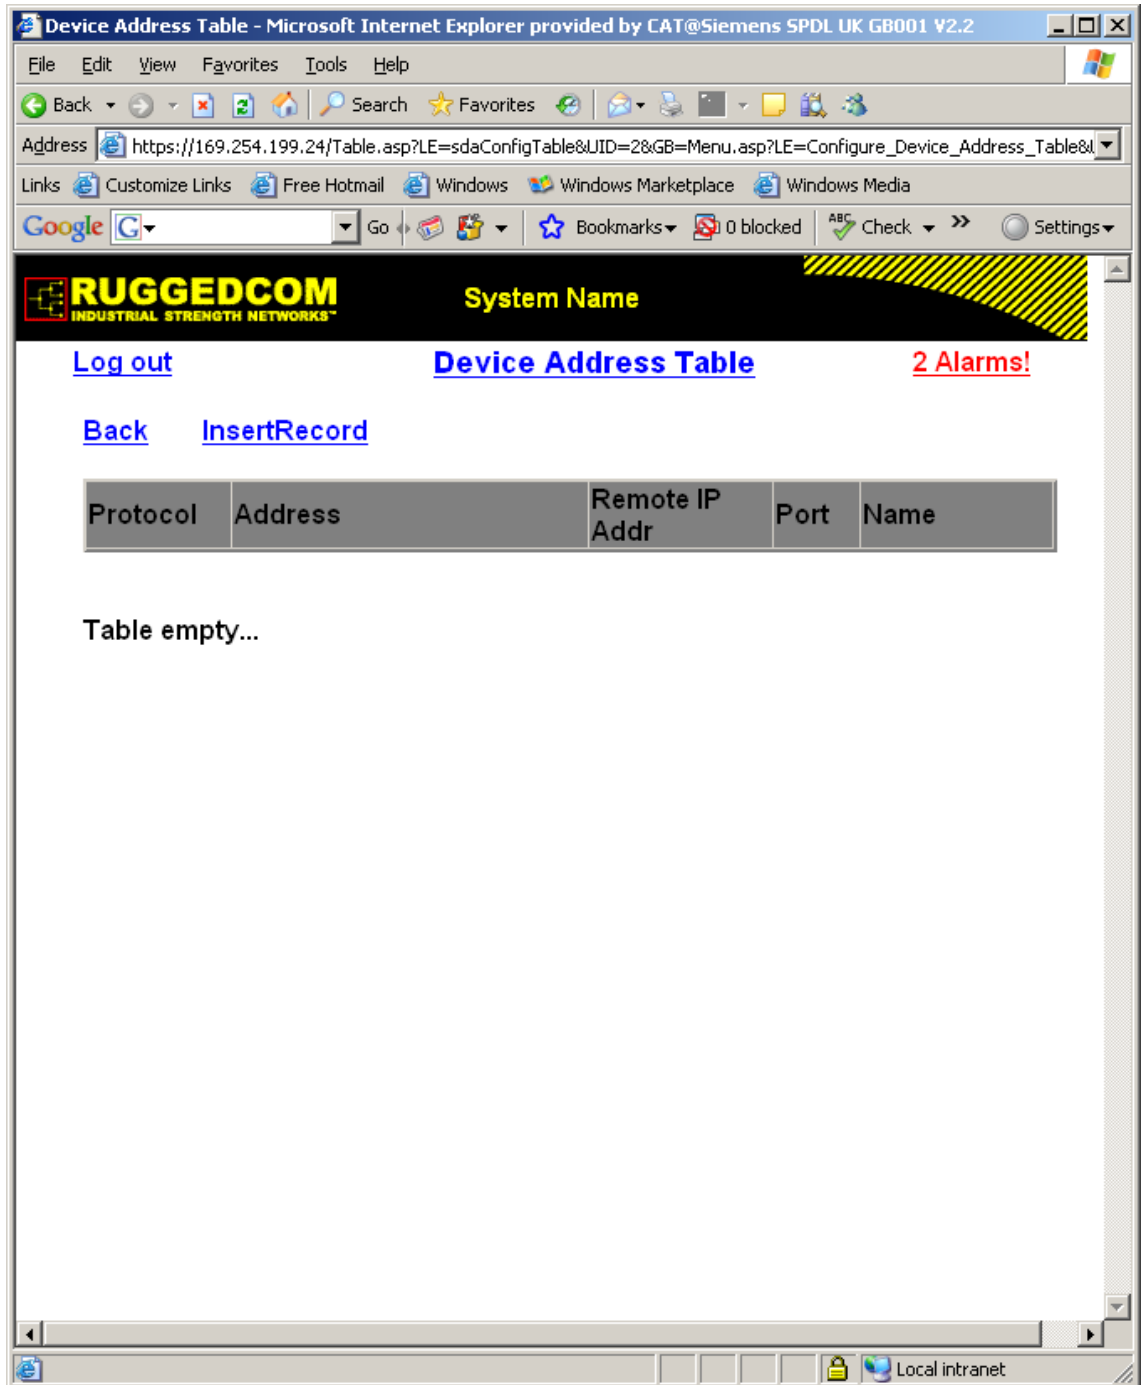 Device Address Table - Microsoft Internet Explorer provided by CAT@Siemens SPDL UK GB001 V2.2
File Edit View Favorites Tools Help
Back Search Favorites
Address https://169.254.199.24/Table.asp?LE=sdaConfigTable&UID=2&GB=Menu.asp?LE=Configure_Device_Address_Table&
Links Customize Links Free Hotmail Windows Windows Marketplace Windows Media
Google G Go Bookmarks 0 blocked ABC Check >> Settings
RUGGEDCOM System Name
INDUSTRIAL STRENGTH NETWORKS™
Log out Device Address Table 2 Alarms!
Back InsertRecord
Protocol Address Remote IP Addr Port Name
Table empty...
Local intranet